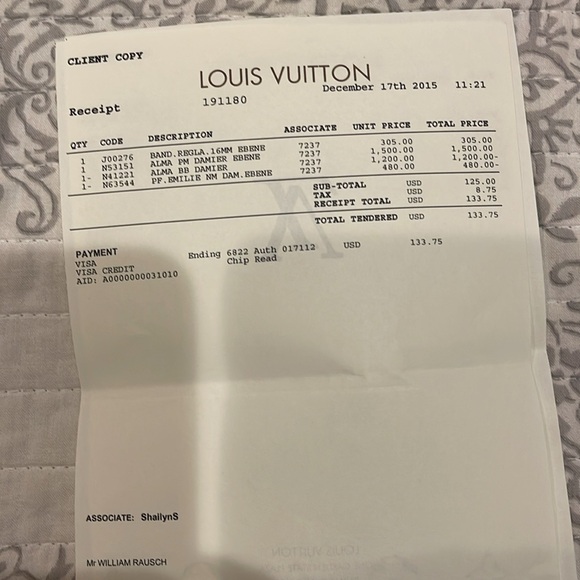 CLIENT COPY
LOUIS VUITTON
December 17th 2015 11:21
191180
Receipt
QTY CODE DESCRIPTION ASSOCIATE UNIT PRICE TOTAL PRICE
1 J00276 BAND.REGLA.16MM EBENE 7237 305.00 305.00
1 N53151 ALMA PM DAMIER EBENE 7237 1,500.00 1,500.00
1- N41221 ALMA BB DAMIER 7237 1,200.00 1,200.00-
1- N63544 PF.EMILIE NM DAM.EBENE 7237 480.00 480.00-
SUB-TOTAL USD 125.00
TAX USD 8.75
RECEIPT TOTAL USD 133.75
TOTAL TENDERED USD 133.75
PAYMENT
VISA Ending 6822 Auth 017112 USD 133.75
VISA CREDIT Chip Read
AID: A0000000031010
ASSOCIATE: ShailynS
Mr WILLIAM RAUSCH